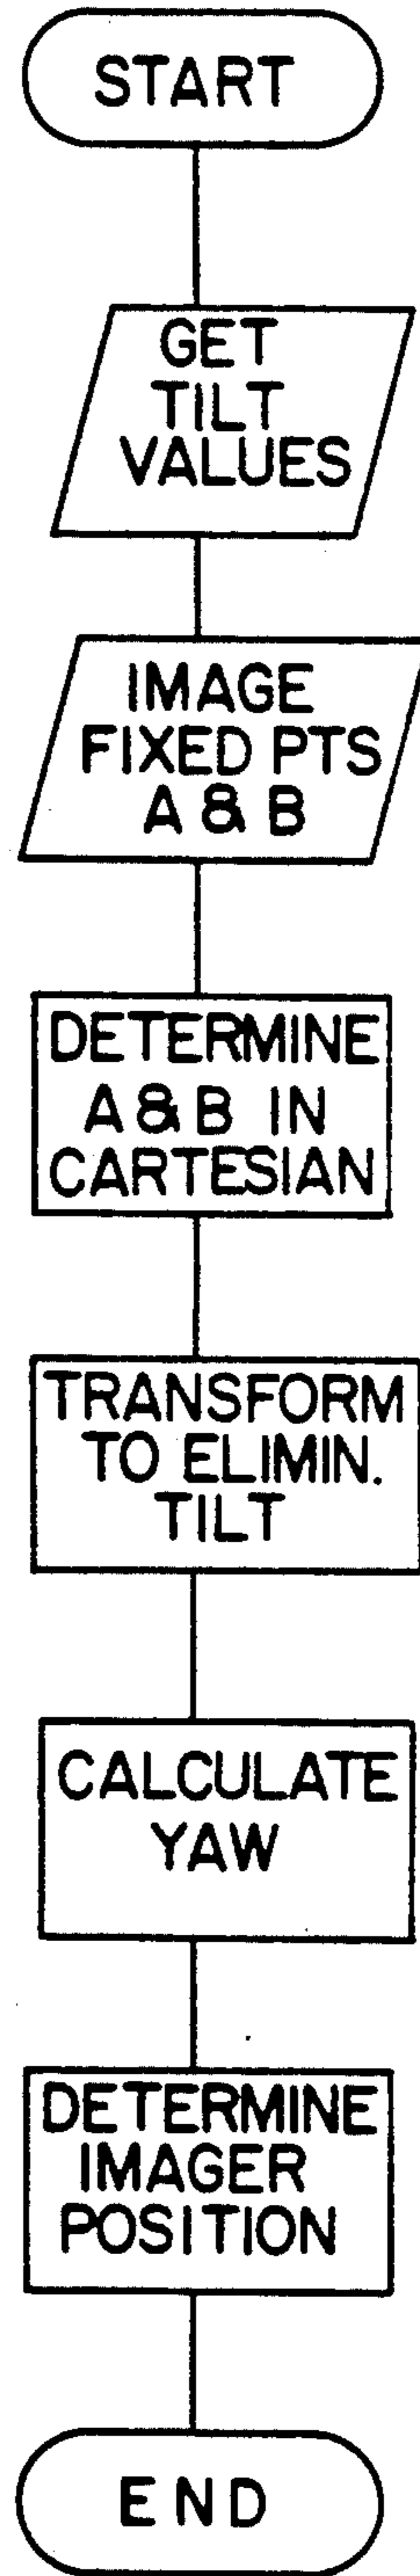 START
GET
TILT
VALUES
IMAGE
FIXED PTS
A & B
DETERMINE
A & B IN
CARTESIAN
TRANSFORM
TO ELIMIN.
TILT
CALCULATE
YAW
DETERMINE
IMAGER
POSITION
END